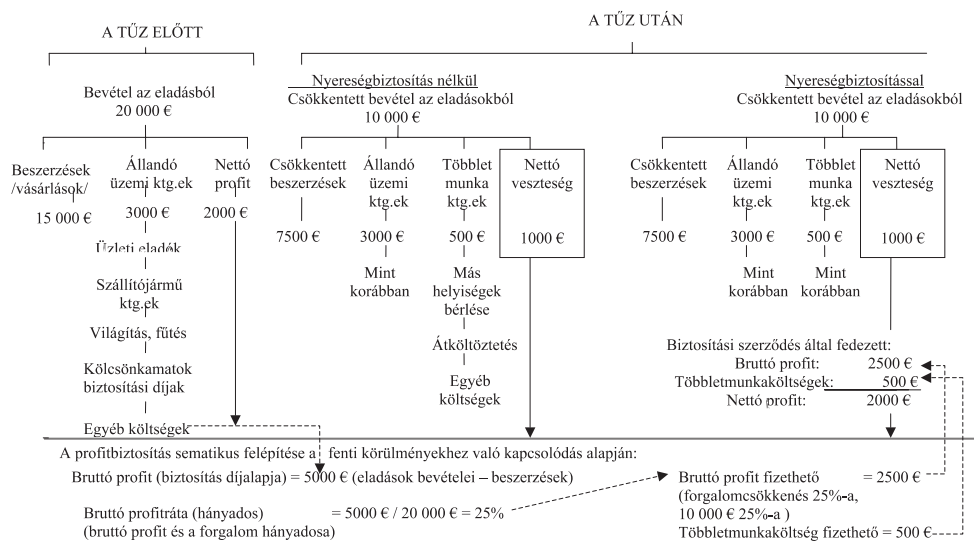 A TŰZ ELŐTT
Bevétel az eladásból
20 000 €
Beszerzések
/vásárlások/
15 000 €
Állandó
üzemi ktg.ek
3000 €
Nettó
profit
2000 €
Üzleti eladók
Szállítójármű
ktg.ek
Világítás, fűtés
Kölcsönkamatok
biztosítási díjak
Egyéb költségek
A TŰZ UTÁN
Nyereségbiztosítás nélkül
Csökkentett bevétel az eladásokból
10 000 €
Csökkentett
beszerzések
7500 €
Állandó
üzemi
ktg.ek
3000 €
Mint
korábban
Többlet
munka
ktg.ek
500 €
Más
helyiségek
bérlése
Átköltöztetés
Egyéb
költségek
Nettó
veszteség
1000 €
Nyereségbiztosítással
Csökkentett bevétel az eladásokból
10 000 €
Csökkentett
beszerzések
7500 €
Állandó
üzemi
ktg.ek
3000 €
Mint
korábban
Többlet
munka
ktg.ek
500 €
Mint
korábban
Nettó
veszteség
1000 €
Biztosítási szerződés által fedezett:
Bruttó profit: 2500 €
Többletmunkaköltségek: 500 €
Nettó profit: 2000 €
A profitbiztosítás sematikus felépítése a fenti körülményekhez való kapcsolódás alapján:
Bruttó profit (biztosítás díjalapja) = 5000 € (eladások bevételei – beszerzések)
Bruttó profitráta (hányados) = 5000 € / 20 000 € = 25%
(bruttó profit és a forgalom hányadosa)
Bruttó profit fizethető = 2500 €
(forgalomcsökkenés 25%-a,
10 000 € 25%-a )
Többletmunkaköltség fizethető = 500 €